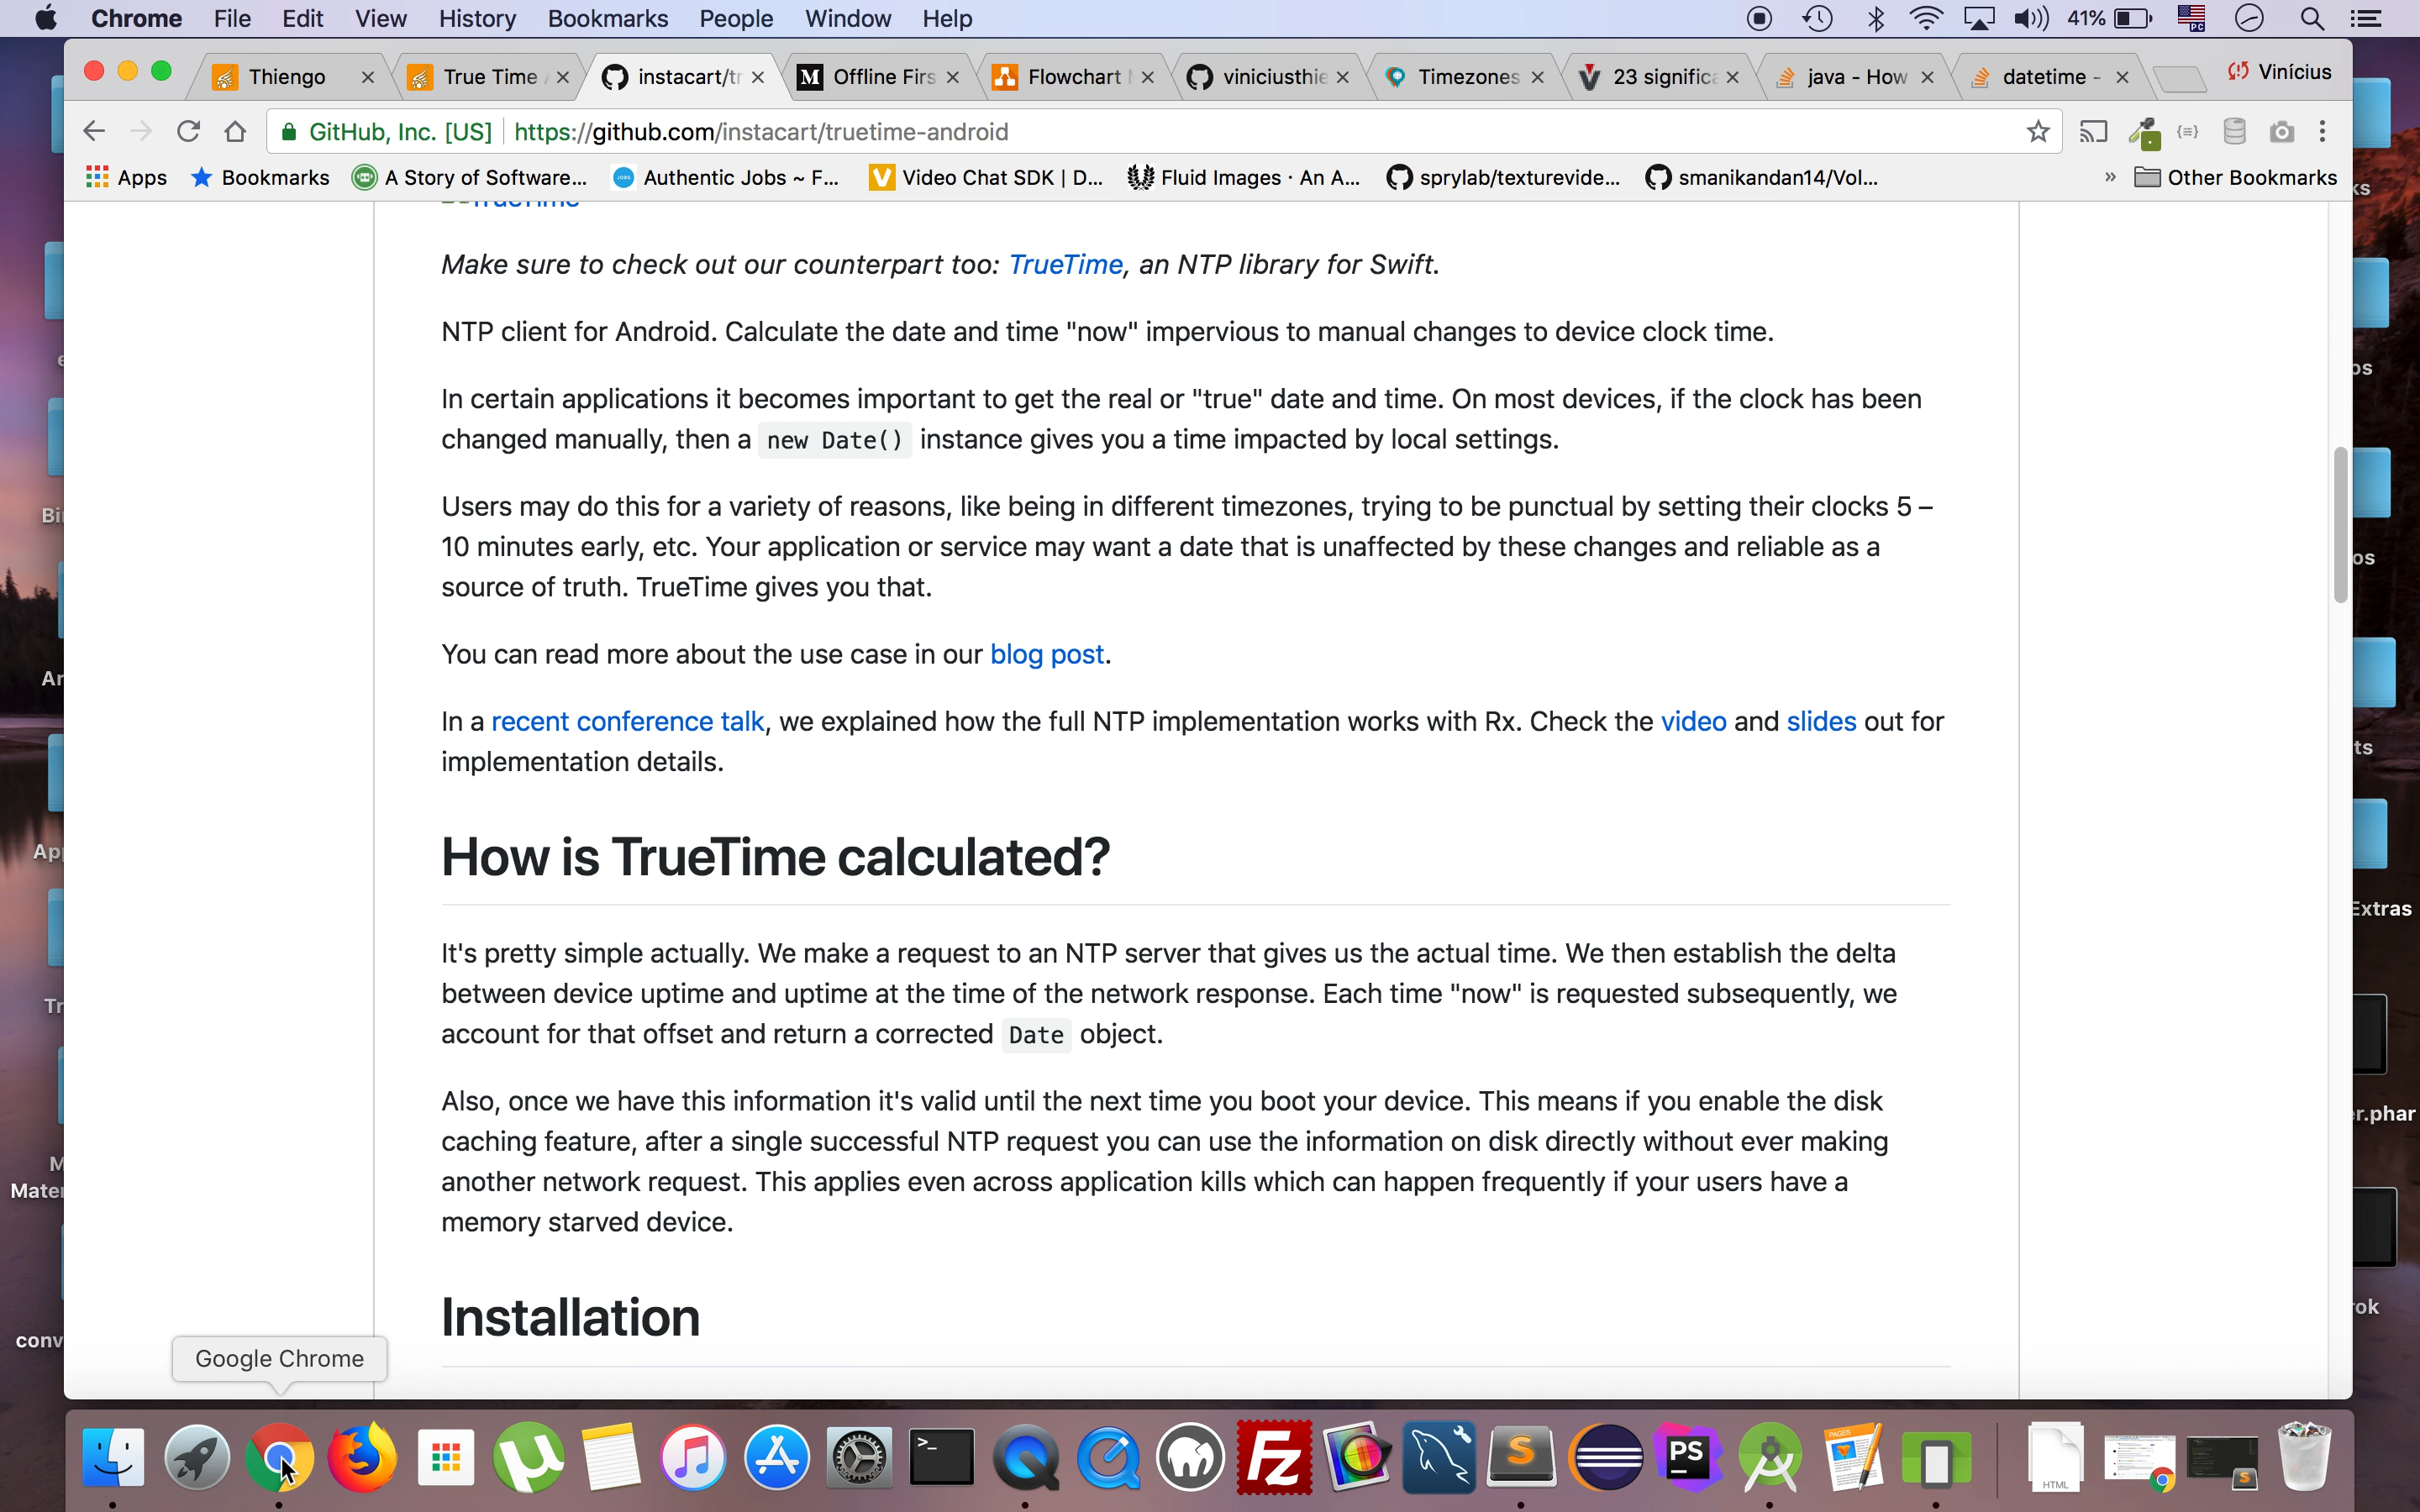 Chrome File Edit View History Bookmarks People Window Help 41%
Thiengo True Time instacart/tr Offline Firs Flowchart viniciusthie Timezones 23 significa java - How datetime - Vinícius
GitHub, Inc. [US] https://github.com/instacart/truetime-android
Apps Bookmarks A Story of Software... Authentic Jobs ~ F... Video Chat SDK | D... Fluid Images · An A... sprylab/texturevide... smanikandan14/Vol... » Other Bookmarks
Make sure to check out our counterpart too: TrueTime, an NTP library for Swift.
NTP client for Android. Calculate the date and time "now" impervious to manual changes to device clock time.
In certain applications it becomes important to get the real or "true" date and time. On most devices, if the clock has been
changed manually, then a new Date() instance gives you a time impacted by local settings.
Users may do this for a variety of reasons, like being in different timezones, trying to be punctual by setting their clocks 5 –
10 minutes early, etc. Your application or service may want a date that is unaffected by these changes and reliable as a
source of truth. TrueTime gives you that.
You can read more about the use case in our blog post.
In a recent conference talk, we explained how the full NTP implementation works with Rx. Check the video and slides out for
implementation details.
How is TrueTime calculated?
It's pretty simple actually. We make a request to an NTP server that gives us the actual time. We then establish the delta
between device uptime and uptime at the time of the network response. Each time "now" is requested subsequently, we
account for that offset and return a corrected Date object.
Also, once we have this information it's valid until the next time you boot your device. This means if you enable the disk
caching feature, after a single successful NTP request you can use the information on disk directly without ever making
another network request. This applies even across application kills which can happen frequently if your users have a
memory starved device.
Installation
Google Chrome
Extras